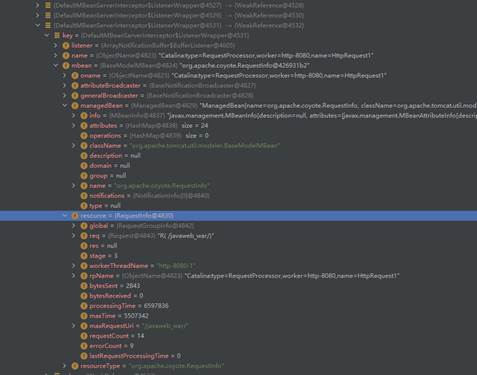 {DefaultMBeanServerInterceptor$ListenerWrapper@4527} -> {WeakReference@4528}
{DefaultMBeanServerInterceptor$ListenerWrapper@4529} -> {WeakReference@4530}
{DefaultMBeanServerInterceptor$ListenerWrapper@4531} -> {WeakReference@4532}
key = {DefaultMBeanServerInterceptor$ListenerWrapper@4531}
listener = {ArrayNotificationBuffer$BufferListener@4605}
name = {ObjectName@4823} "Catalina:type=RequestProcessor,worker=http-8080,name=HttpRequest1"
mbean = {BaseModelMBean@4824} "org.apache.coyote.RequestInfo@426931b2"
oname = {ObjectName@4823} "Catalina:type=RequestProcessor,worker=http-8080,name=HttpRequest1"
attributeBroadcaster = {BaseNotificationBroadcaster@4827}
generalBroadcaster = {BaseNotificationBroadcaster@4828}
managedBean = {ManagedBean@4829} "ManagedBean[name=org.apache.coyote.RequestInfo, className=org.apache.tomcat.util.mod
info = {MBeanInfo@4837} "javax.management.MBeanInfo[description=null, attributes=[javax.management.MBeanAttributeInfo[descrip
attributes = {HashMap@4838} size = 24
operations = {HashMap@4839} size = 0
className = "org.apache.tomcat.util.modeler.BaseModelMBean"
description = null
domain = null
group = null
name = "org.apache.coyote.RequestInfo"
notifications = {NotificationInfo[0]@4840}
type = null
resource = {RequestInfo@4830}
global = {RequestGroupInfo@4842}
req = {Request@4843} "R( /javaweb_war/)"
res = null
stage = 3
workerThreadName = "http-8080-1"
rpName = {ObjectName@4823} "Catalina:type=RequestProcessor,worker=http-8080,name=HttpRequest1"
bytesSent = 2843
bytesReceived = 0
processingTime = 6597836
maxTime = 5507342
maxRequestUri = "/javaweb_war/"
requestCount = 14
errorCount = 9
lastRequestProcessingTime = 0
resourceType = "org.apache.coyote.RequestInfo"